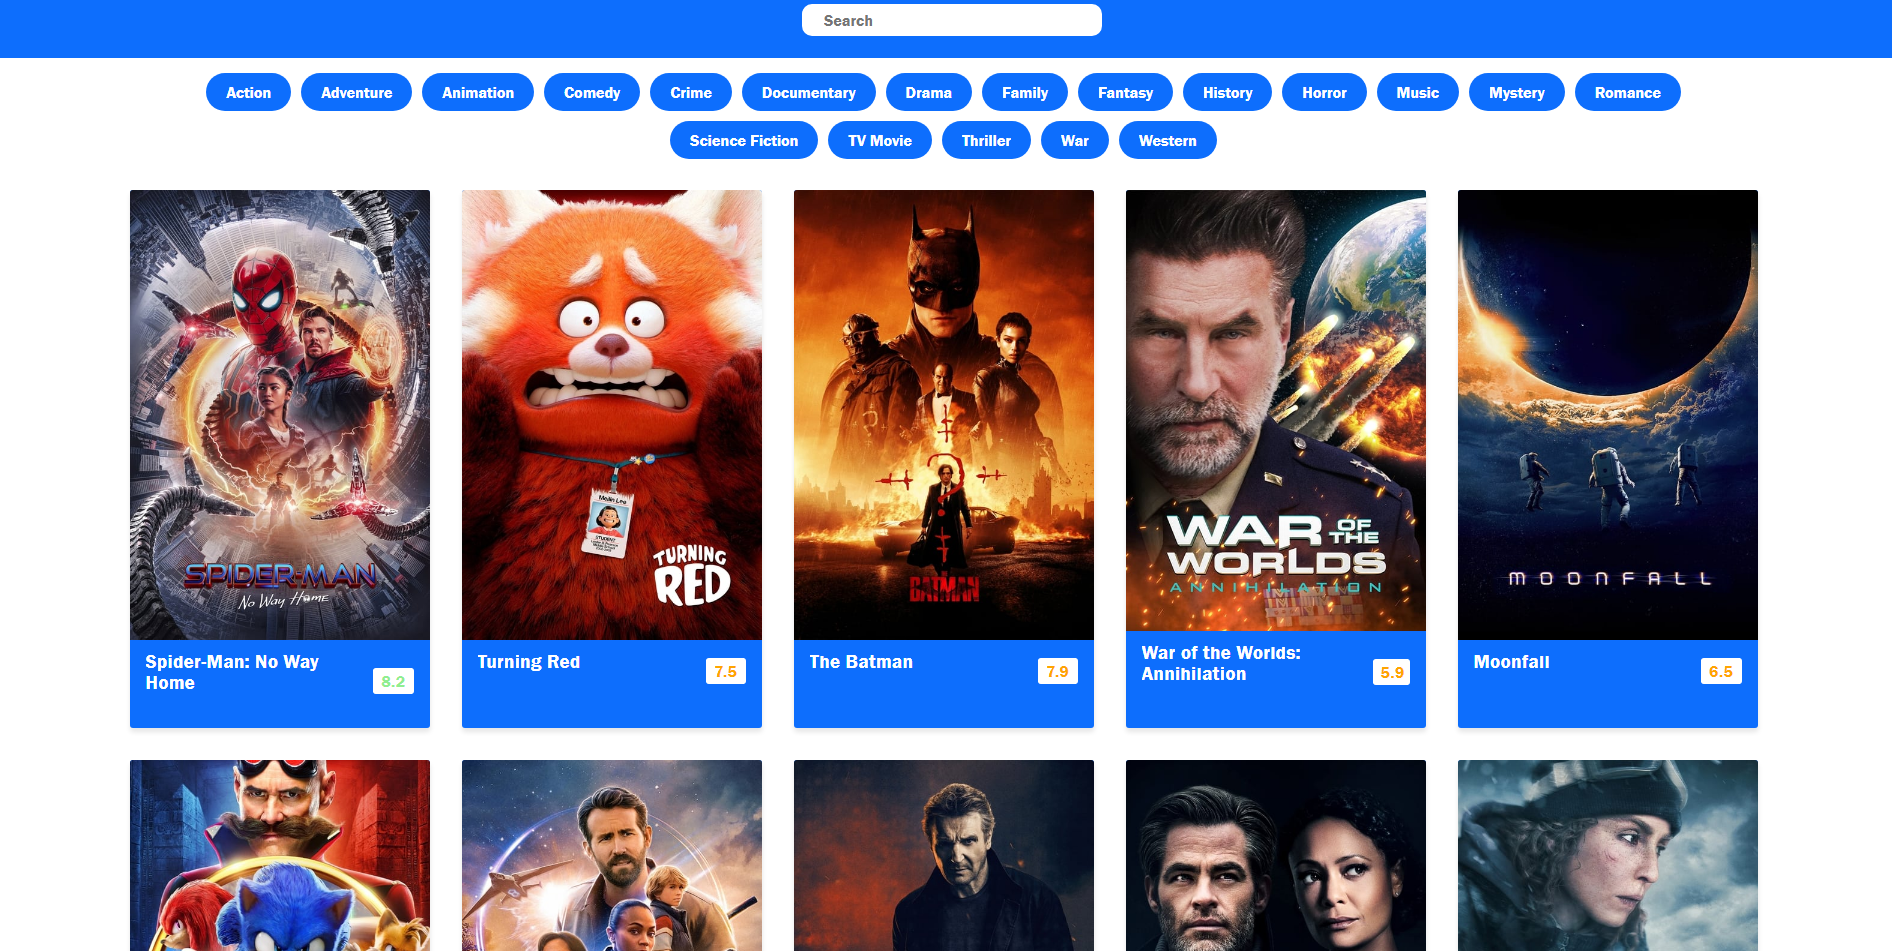 Search
Action
Adventure
Animation
Comedy
Crime
Documentary
Drama
Family
Fantasy
History
Horror
Music
Mystery
Romance
Science Fiction
TV Movie
Thriller
War
Western
SPIDER-MAN
No Way Home
Meilin Lee
STUDENT
TURNING
RED
BATMAN
WAR OF THE
WORLDS
ANNIHILATION
MOONFALL
Spider-Man: No Way
Home
8.2
Turning Red
7.5
The Batman
7.9
War of the Worlds:
Annihilation
5.9
Moonfall
6.5